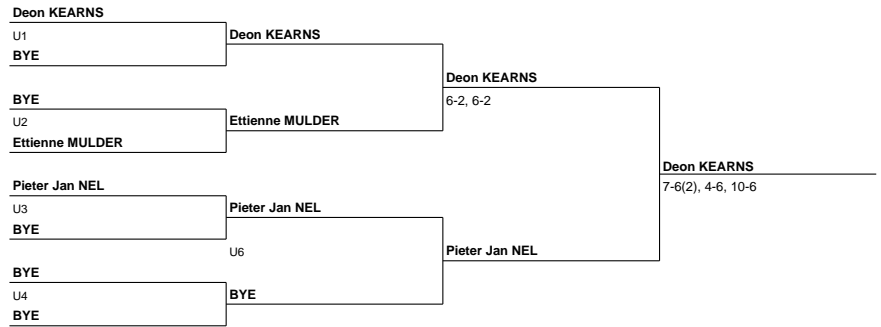 Deon KEARNS
U1
BYE
Deon KEARNS
BYE
U2
Ettienne MULDER
Ettienne MULDER
Deon KEARNS
6-2, 6-2
Pieter Jan NEL
U3
BYE
Pieter Jan NEL
U6
BYE
U4
BYE
BYE
Pieter Jan NEL
Deon KEARNS
7-6(2), 4-6, 10-6